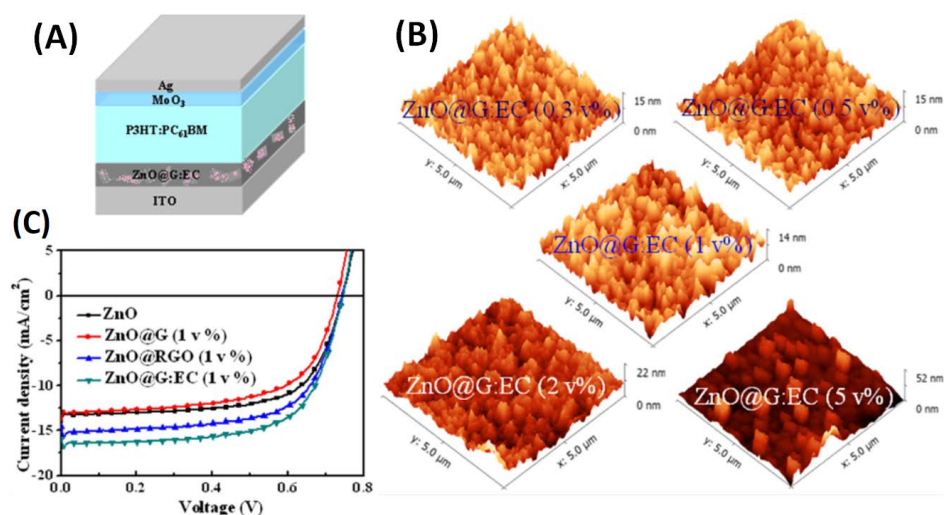 (A)
Ag
MoO₃
P3HT:PC₆₁BM
ZnO@G:EC
ITO
(B)
ZnO@G:EC (0.3 v%)
15 nm
0 nm
y: 5.0 µm
x: 5.0 µm
ZnO@G:EC (0.5 v%)
15 nm
0 nm
y: 5.0 µm
x: 5.0 µm
ZnO@G:EC (1 v%)
14 nm
0 nm
y: 5.0 µm
x: 5.0 µm
ZnO@G:EC (2 v%)
22 nm
0 nm
y: 5.0 µm
x: 5.0 µm
ZnO@G:EC (5 v%)
52 nm
0 nm
y: 5.0 µm
x: 5.0 µm
(C)
Current density (mA/cm²)
5
0
-5
-10
-15
-20
ZnO
ZnO@G (1 v %)
ZnO@RGO (1 v %)
ZnO@G:EC (1 v%)
0.0 0.2 0.4 0.6 0.8
Voltage (V)